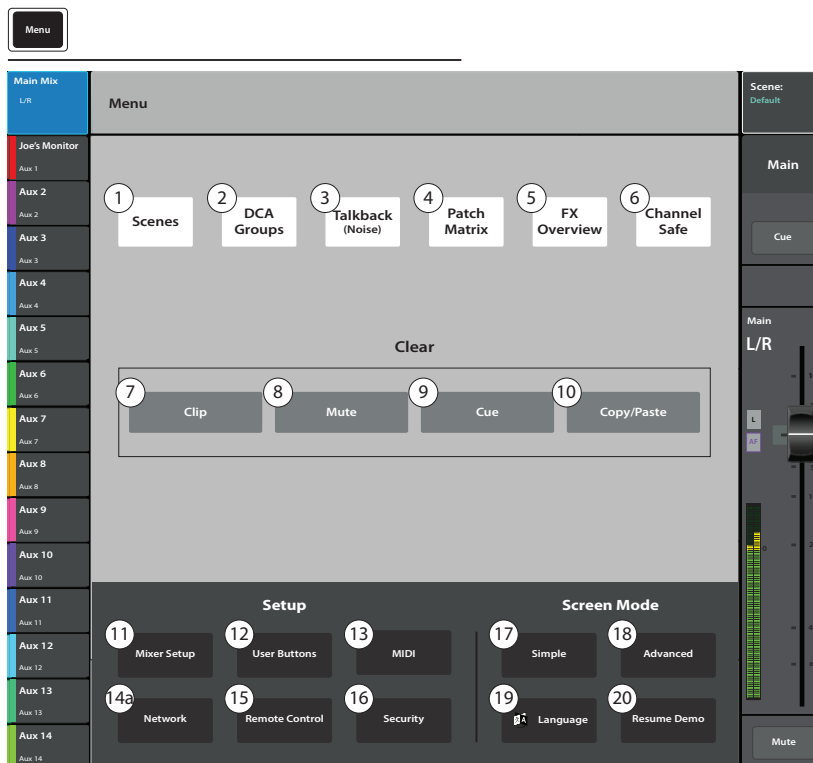 Menu
Main Mix
L/R
Menu
Scene:
Default
Joe's Monitor
Aux 1
Aux 2
Aux 2
Aux 3
Aux 3
Aux 4
Aux 4
Aux 5
Aux 5
Aux 6
Aux 6
Aux 7
Aux 7
Aux 8
Aux 8
Aux 9
Aux 9
Aux 10
Aux 10
Aux 11
Aux 11
Aux 12
Aux 12
Aux 13
Aux 13
Aux 14
Aux 14
1
Scenes
2
DCA
Groups
3
Talkback
(Noise)
4
Patch
Matrix
5
FX
Overview
6
Channel
Safe
Clear
7
Clip
8
Mute
9
Cue
10
Copy/Paste
Setup
11
Mixer Setup
12
User Buttons
13
MIDI
14a
Network
15
Remote Control
16
Security
Screen Mode
17
Simple
18
Advanced
19
Language
20
Resume Demo
Main
Cue
Main
L/R
L
AF
0
Mute